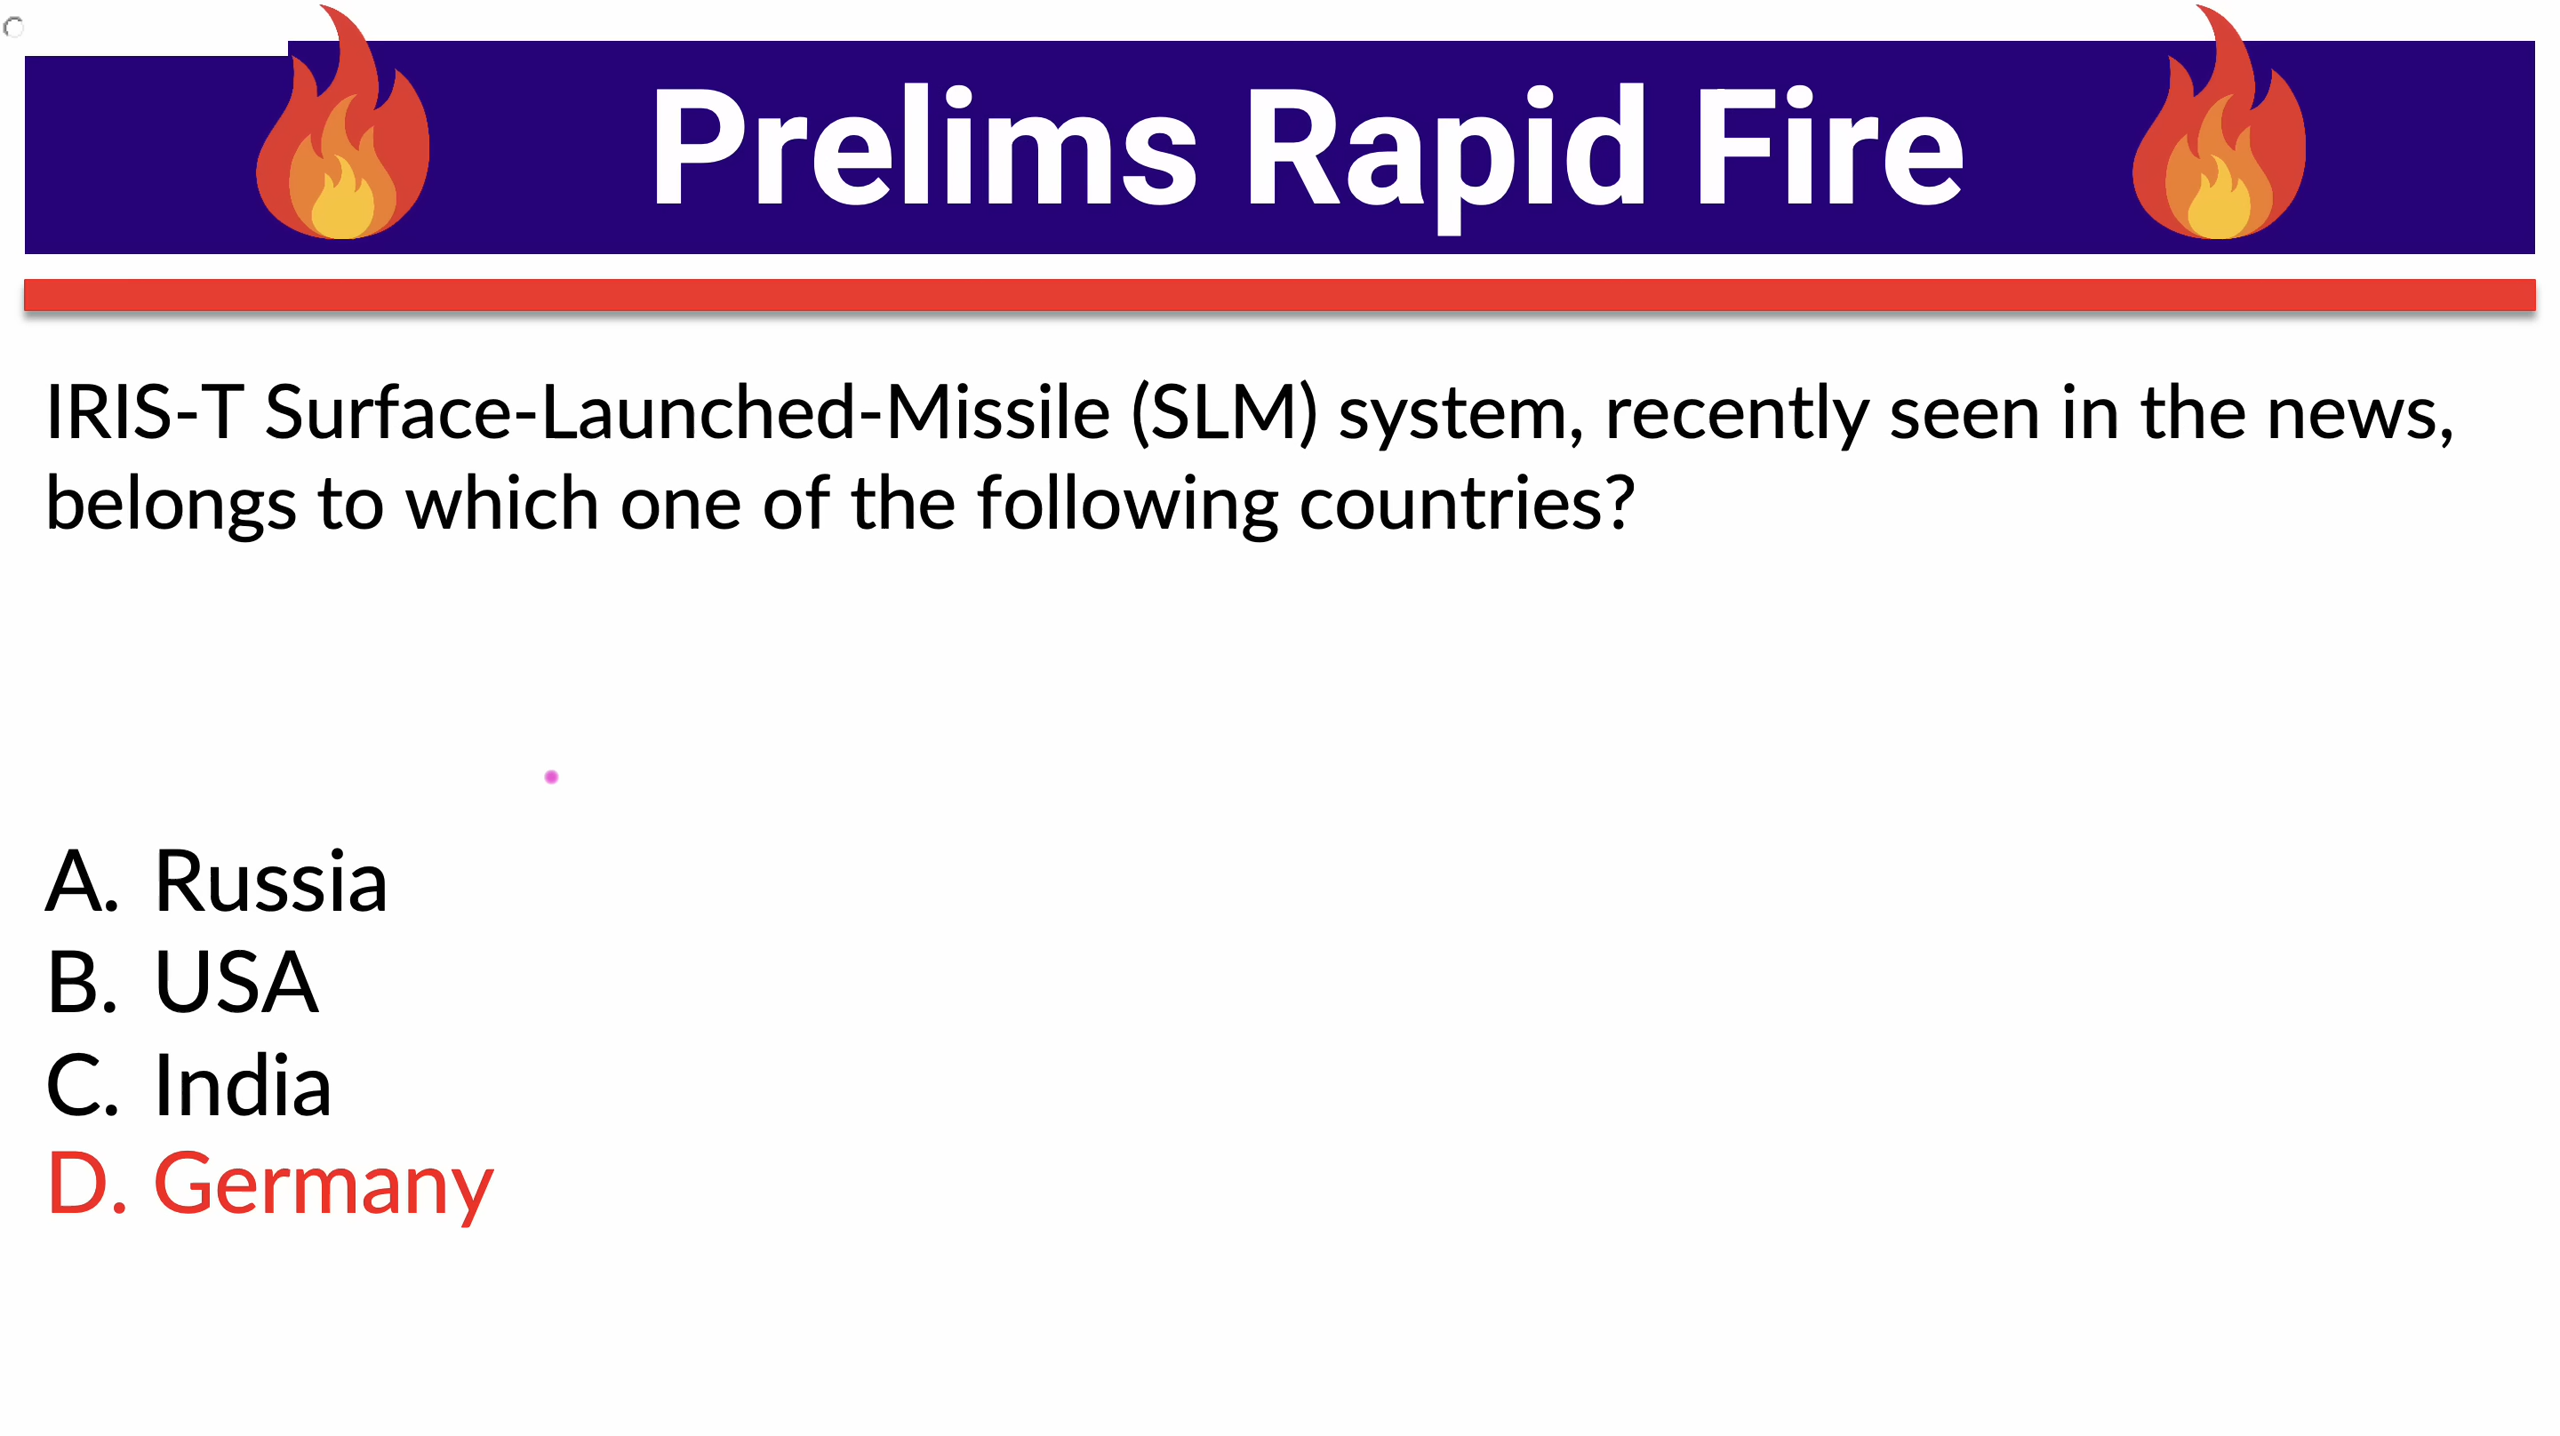 Prelims Rapid Fire
IRIS-T Surface-Launched-Missile (SLM) system, recently seen in the news,
belongs to which one of the following countries?
A. Russia
B. USA
C. India
D. Germany